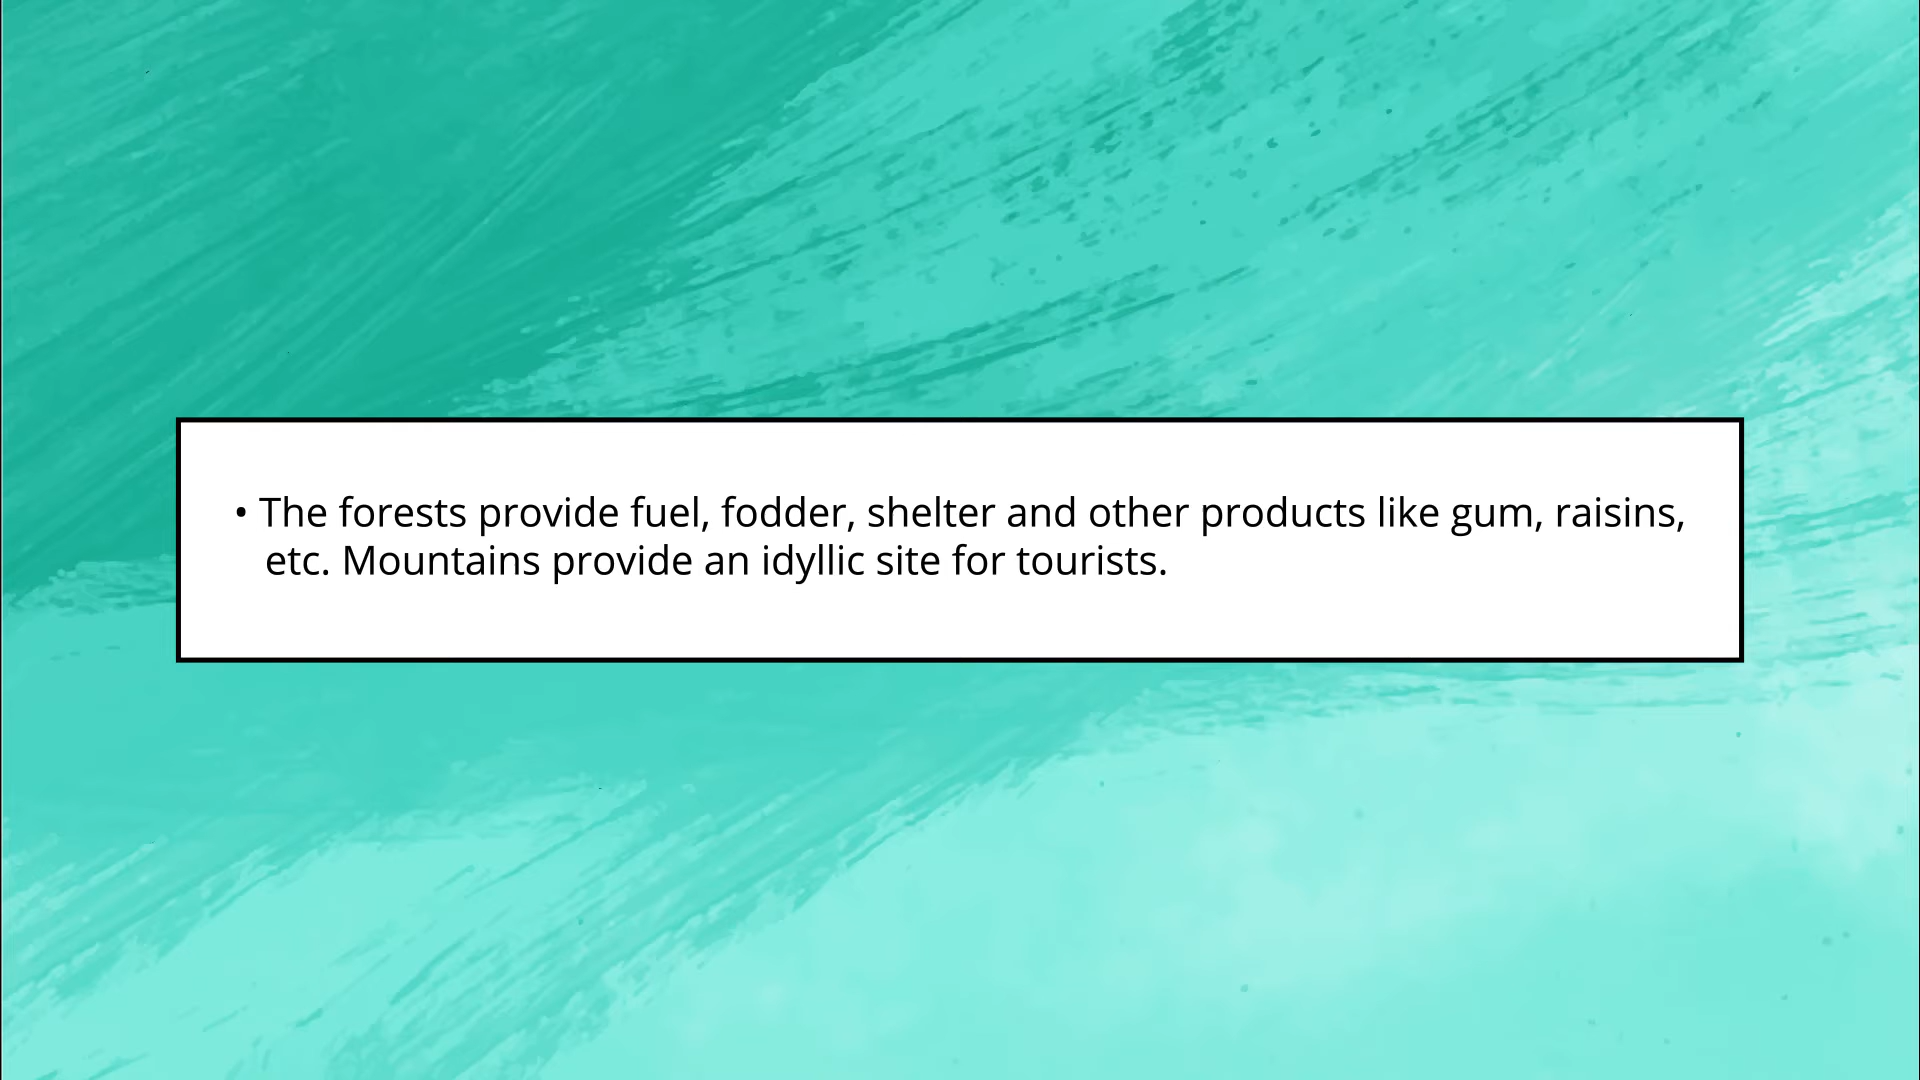 • The forests provide fuel, fodder, shelter and other products like gum, raisins,
etc. Mountains provide an idyllic site for tourists.